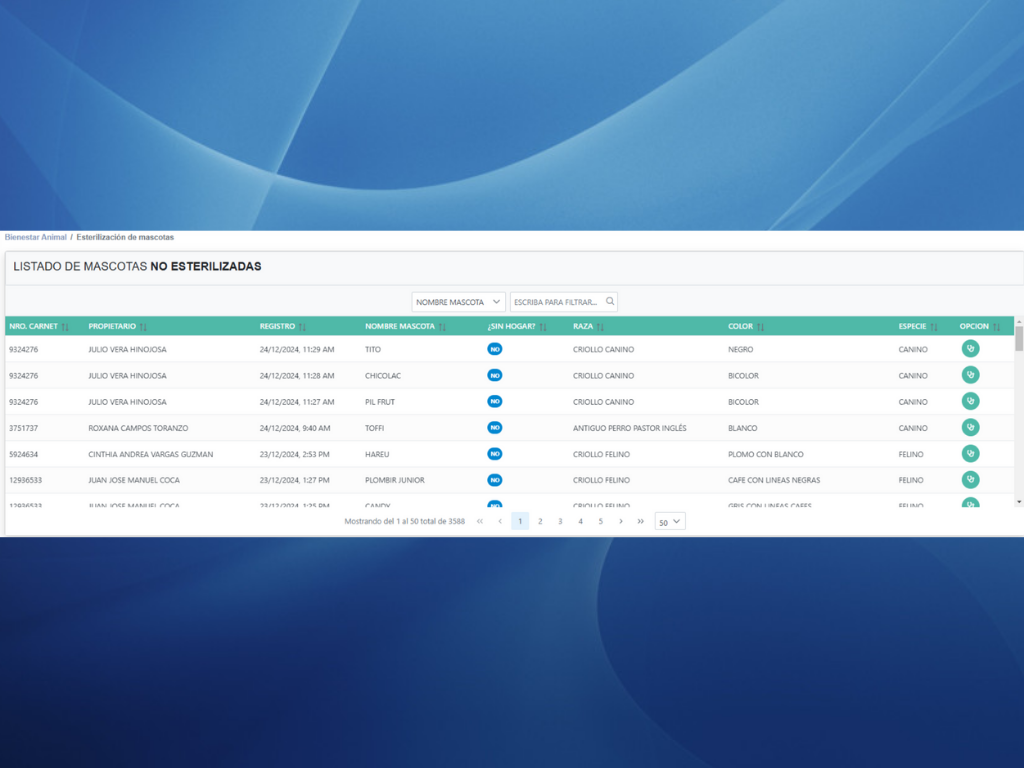 Bienestar Animal / Esterilización de mascotas
LISTADO DE MASCOTAS NO ESTERILIZADAS
NOMBRE MASCOTA ESCRIBA PARA FILTRAR...
NRO. CARNET PROPIETARIO REGISTRO NOMBRE MASCOTA ¿SIN HOGAR? RAZA COLOR ESPECIE OPCION
9324276 JULIO VERA HINOJOSA 24/12/2024, 11:29 AM TITO NO CRIOLLO CANINO NEGRO CANINO
9324276 JULIO VERA HINOJOSA 24/12/2024, 11:28 AM CHICOLAC NO CRIOLLO CANINO BICOLOR CANINO
9324276 JULIO VERA HINOJOSA 24/12/2024, 11:27 AM PIL FRUT NO CRIOLLO CANINO BICOLOR CANINO
3751737 ROXANA CAMPOS TORANZO 24/12/2024, 9:40 AM TOFFI NO ANTIGUO PERRO PASTOR INGLÉS BLANCO CANINO
5924634 CINTHIA ANDREA VARGAS GUZMAN 23/12/2024, 2:53 PM HAREU NO CRIOLLO FELINO PLOMO CON BLANCO FELINO
12936533 JUAN JOSE MANUEL COCA 23/12/2024, 1:27 PM PLOMBIR JUNIOR NO CRIOLLO FELINO CAFE CON LINEAS NEGRAS FELINO
12936533 JUAN JOSE MANUEL COCA 23/12/2024, 1:25 PM CANDY NO CRIOLLO FELINO GRIS CON LINEAS CAFES FELINO
Mostrando del 1 al 50 total de 3588 « ‹ 1 2 3 4 5 › » 50